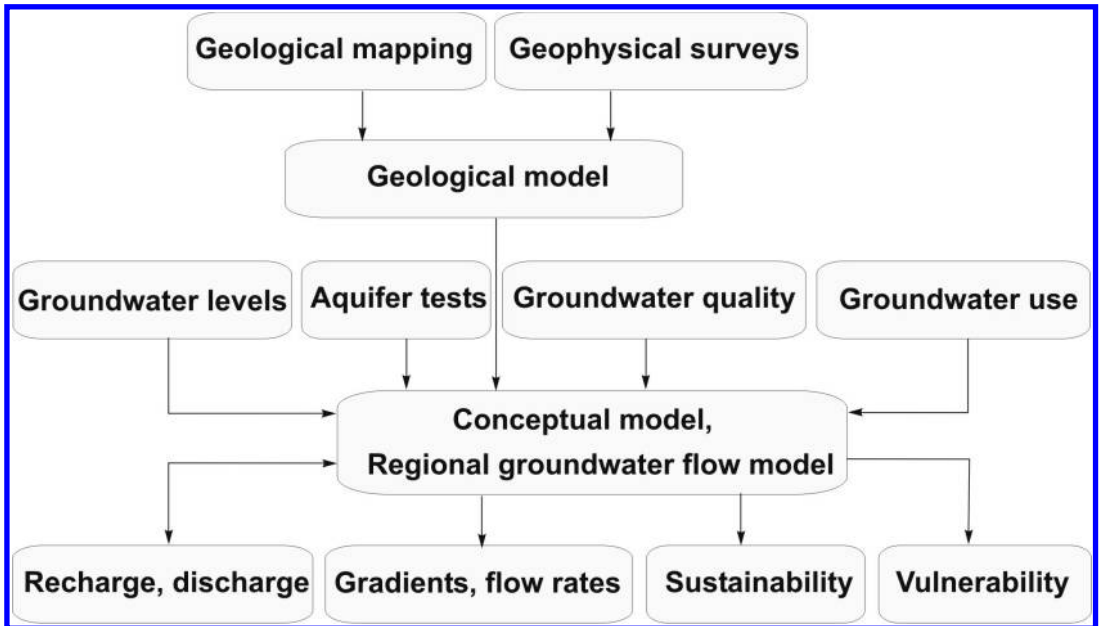 Geological mapping
Geophysical surveys
Geological model
Groundwater levels
Aquifer tests
Groundwater quality
Groundwater use
Conceptual model,
Regional groundwater flow model
Recharge, discharge
Gradients, flow rates
Sustainability
Vulnerability